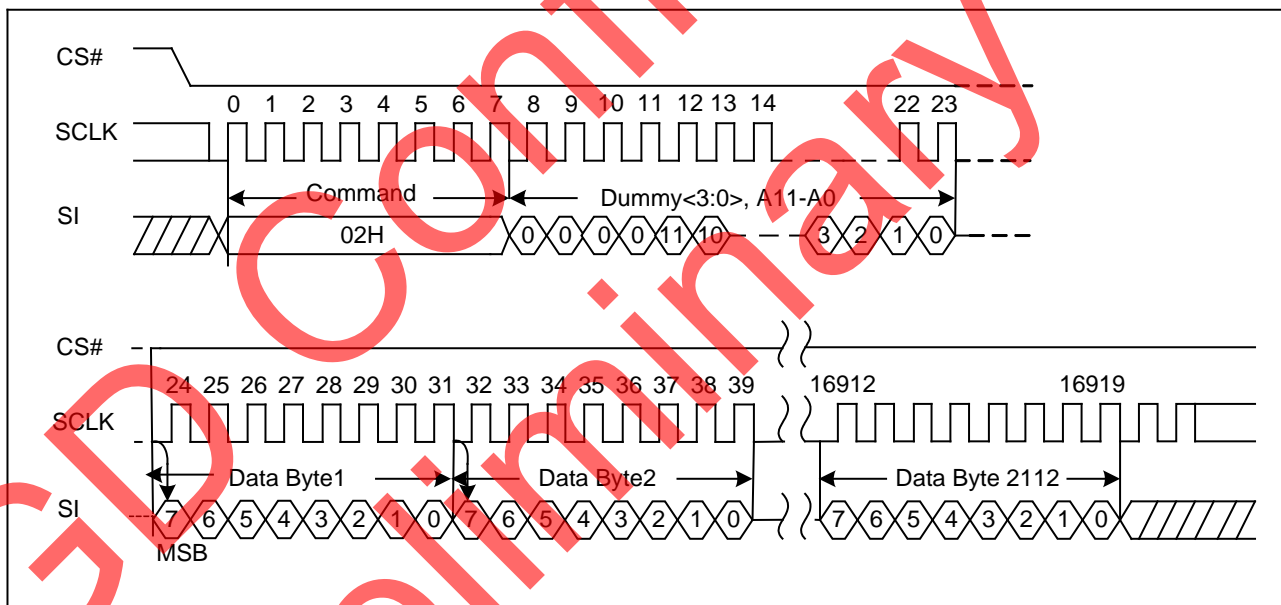 CS#
0 1 2 3 4 5 6 7 8 9 10 11 12 13 14 22 23
SCLK
Command Dummy<3:0>, A11-A0
SI
02H 0 0 0 0 11 10 3 2 1 0
CS#
24 25 26 27 28 29 30 31 32 33 34 35 36 37 38 39 16912 16919
SCLK
Data Byte1 Data Byte2 Data Byte 2112
SI
7 6 5 4 3 2 1 0 7 6 5 4 3 2 1 0 7 6 5 4 3 2 1 0
MSB
GD Con
liminary